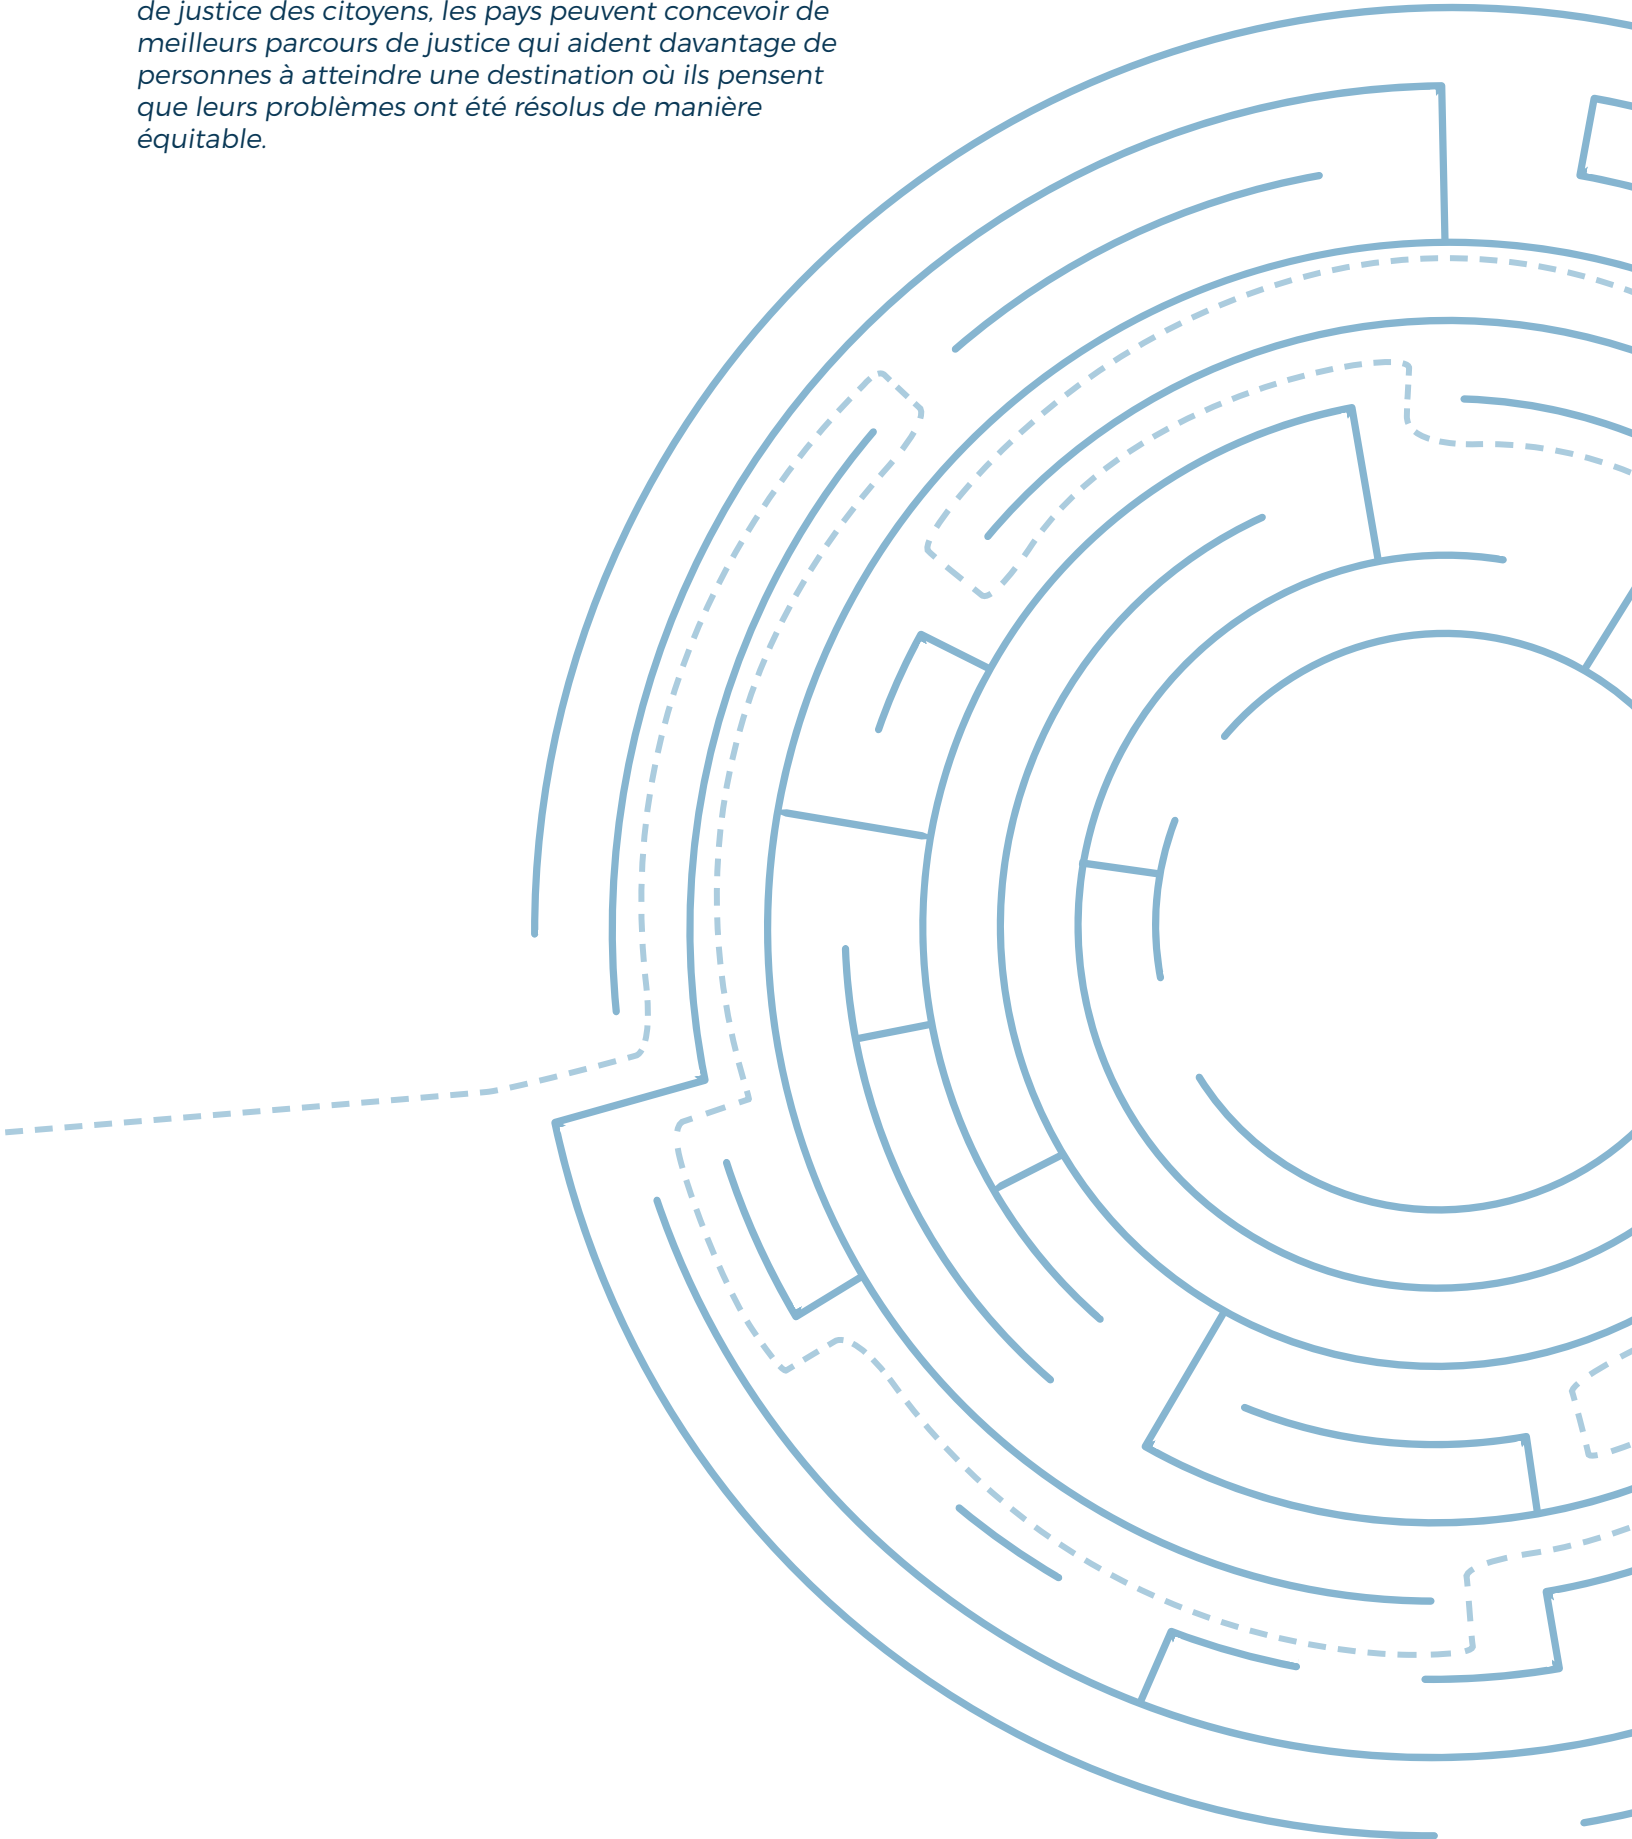 de justice des citoyens, les pays peuvent concevoir de
meilleurs parcours de justice qui aident davantage de
personnes à atteindre une destination où ils pensent
que leurs problèmes ont été résolus de manière
équitable.